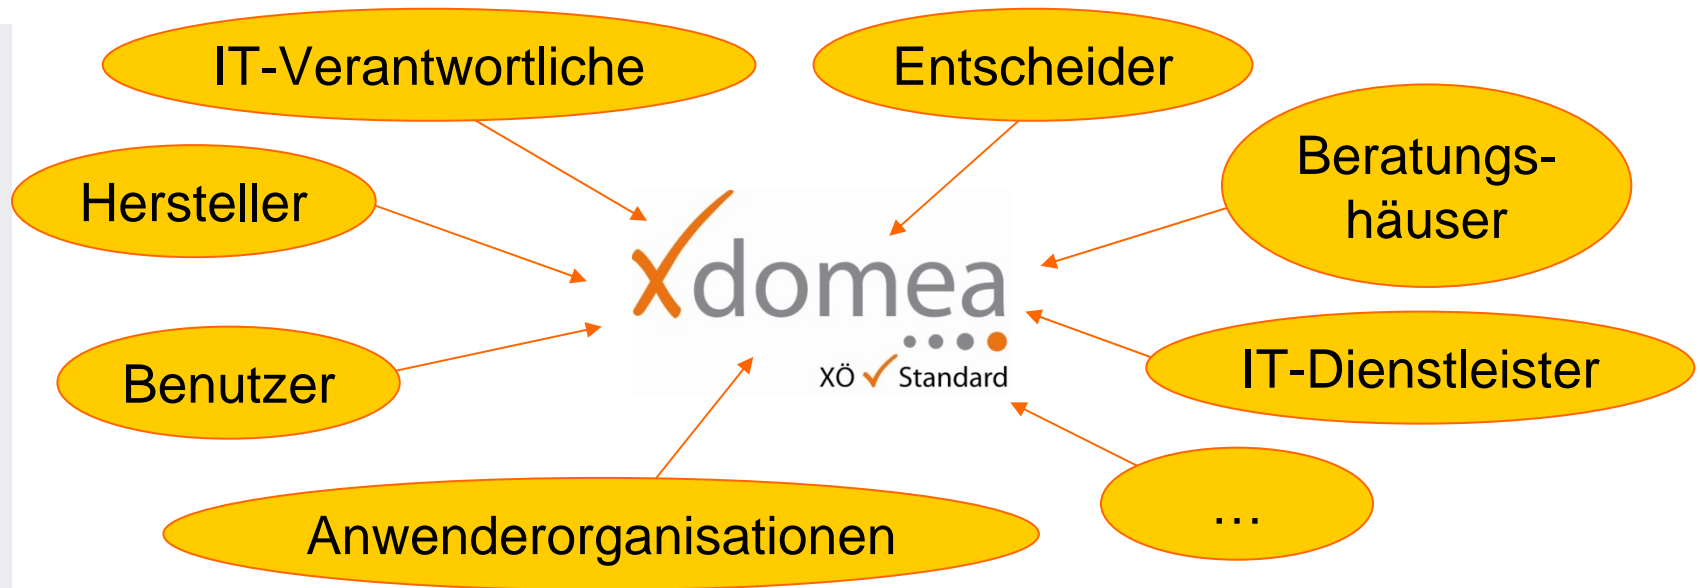 IT-Verantwortliche
Entscheider
Beratungs-
häuser
Hersteller
xdomea
XÖ Standard
Benutzer
IT-Dienstleister
Anwenderorganisationen
…